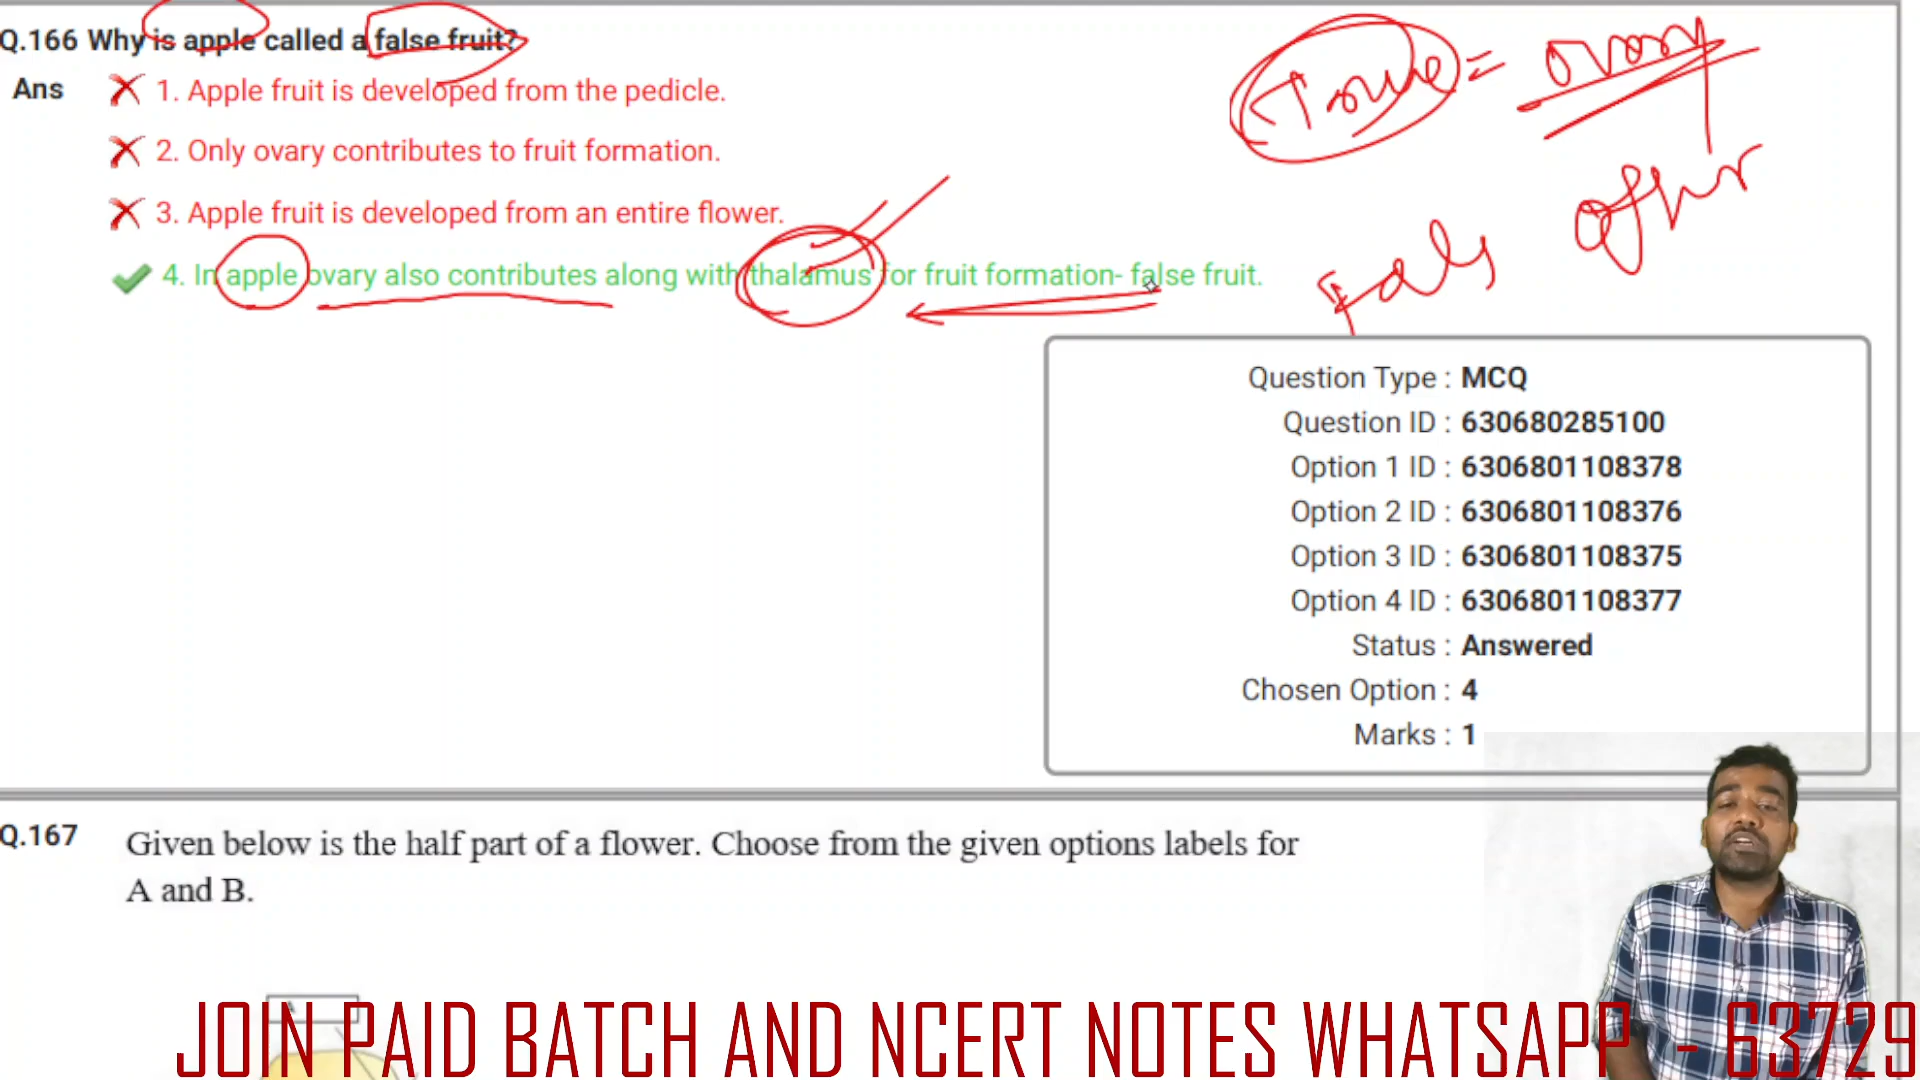 Q.166 Why is apple called a false fruit?
Ans 1. Apple fruit is developed from the pedicle.
2. Only ovary contributes to fruit formation.
3. Apple fruit is developed from an entire flower.
4. In apple ovary also contributes along with thalamus for fruit formation- false fruit.
True = ovary
Fals other
Question Type : MCQ
Question ID : 630680285100
Option 1 ID : 6306801108378
Option 2 ID : 6306801108376
Option 3 ID : 6306801108375
Option 4 ID : 6306801108377
Status : Answered
Chosen Option : 4
Marks : 1
Q.167 Given below is the half part of a flower. Choose from the given options labels for
A and B.
JOIN PAID BATCH AND NCERT NOTES WHATSAPP - 63729